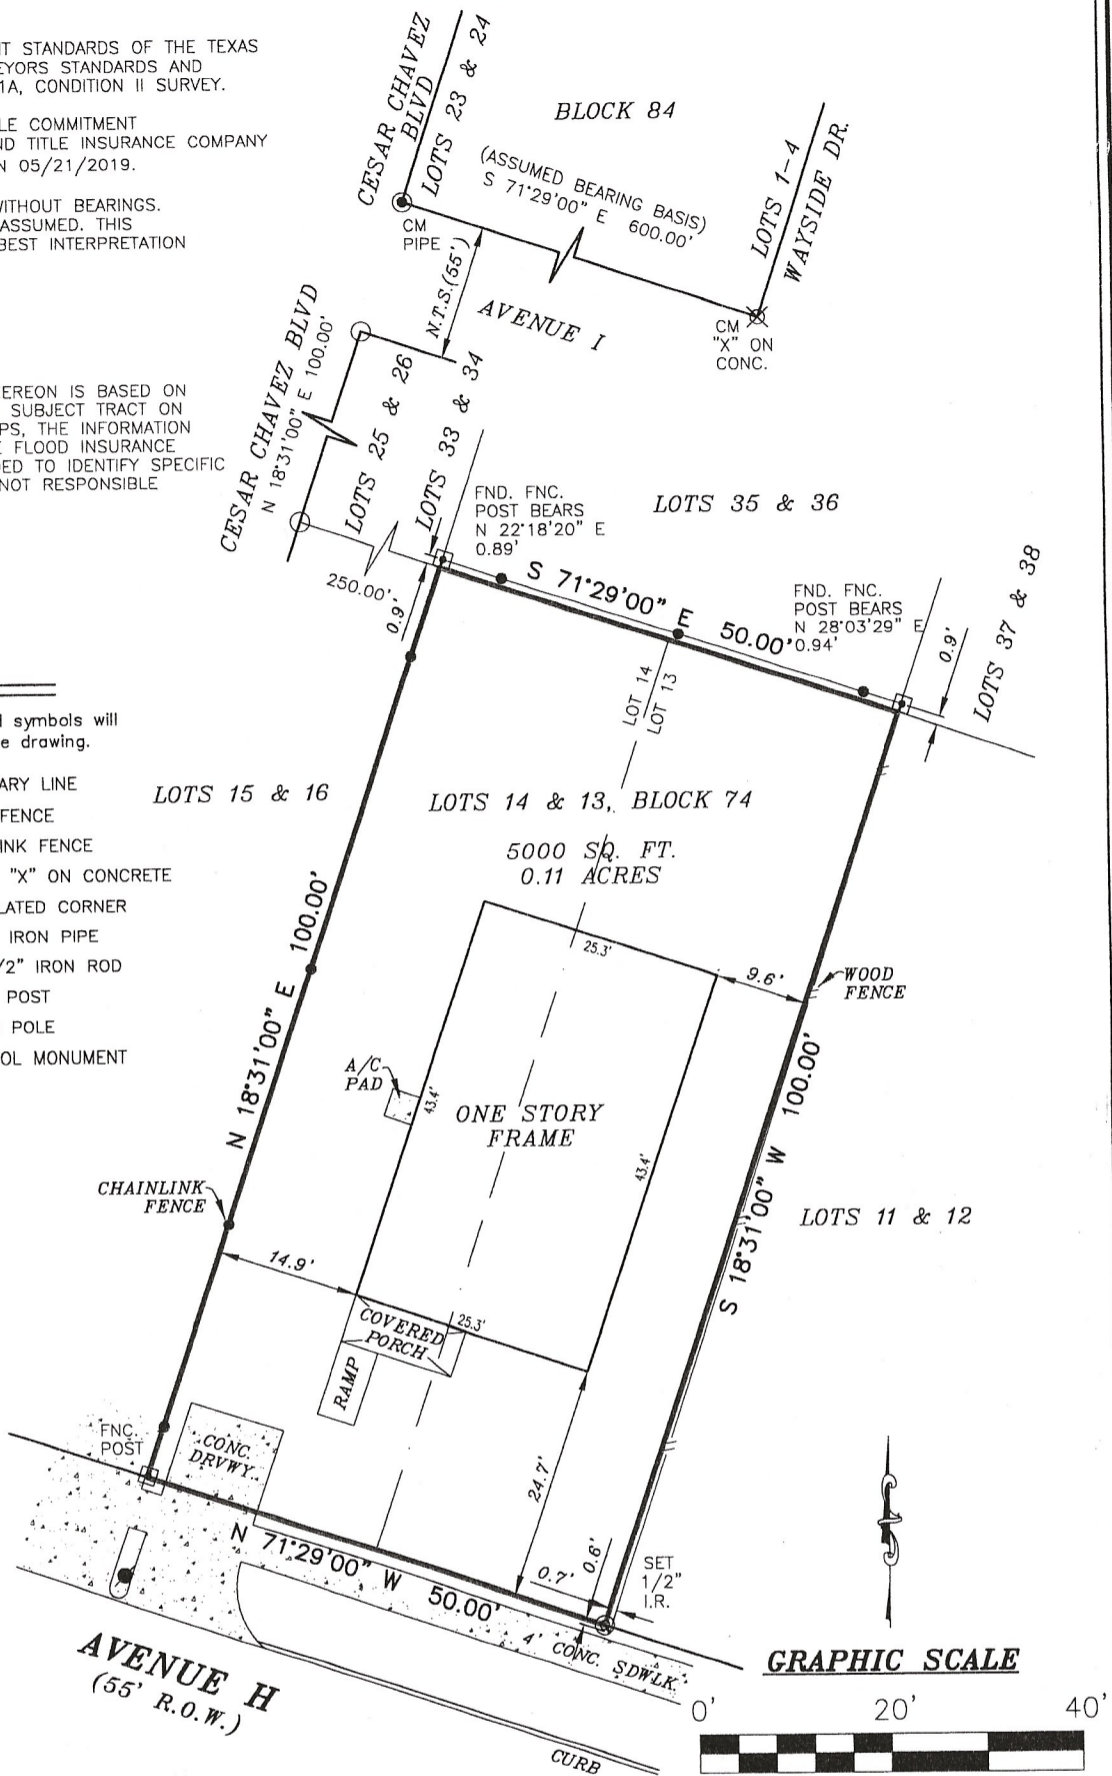 T STANDARDS OF THE TEXAS
EYORS STANDARDS AND
1A, CONDITION II SURVEY.
LE COMMITMENT
ND TITLE INSURANCE COMPANY
N 05/21/2019.
WITHOUT BEARINGS.
ASSUMED. THIS
BEST INTERPRETATION
EREON IS BASED ON
SUBJECT TRACT ON
PS, THE INFORMATION
E FLOOD INSURANCE
DED TO IDENTIFY SPECIFIC
NOT RESPONSIBLE
d symbols will
e drawing.
ARY LINE
FENCE
INK FENCE
"X" ON CONCRETE
LATED CORNER
IRON PIPE
/2" IRON ROD
POST
POLE
OL MONUMENT
CESAR CHAVEZ
BLVD
LOTS 23 & 24
BLOCK 84
LOTS 1-4
WAYSIDE DR.
(ASSUMED BEARING BASIS)
S 71°29'00" E 600.00'
CM
PIPE
N.T.S.(55')
AVENUE I
CM
"X" ON
CONC.
CESAR CHAVEZ BLVD
N 18°31'00" E 100.00'
LOTS 25 & 26
LOTS 33 & 34
FND. FNC.
POST BEARS
N 22°18'20" E
0.89'
LOTS 35 & 36
250.00'
0.9'
S 71°29'00" E 50.00'
FND. FNC.
POST BEARS
N 28°03'29" E
0.94'
0.9'
LOTS 37 & 38
LOT 14
LOT 13
LOTS 15 & 16
LOTS 14 & 13, BLOCK 74
5000 SQ. FT.
0.11 ACRES
N 18°31'00" E 100.00'
25.3'
9.6'
WOOD
FENCE
A/C
PAD
43.4'
ONE STORY
FRAME
43.4'
S 18°31'00" W 100.00'
CHAINLINK
FENCE
LOTS 11 & 12
14.9'
25.3'
COVERED
PORCH
RAMP
FNC.
POST
CONC.
DRVWY.
24.7'
N 71°29'00" W 50.00'
0.7'
0.6'
SET
1/2"
I.R.
4' CONC. SDWLK.
AVENUE H
(55' R.O.W.)
CURB
GRAPHIC SCALE
0' 20' 40'